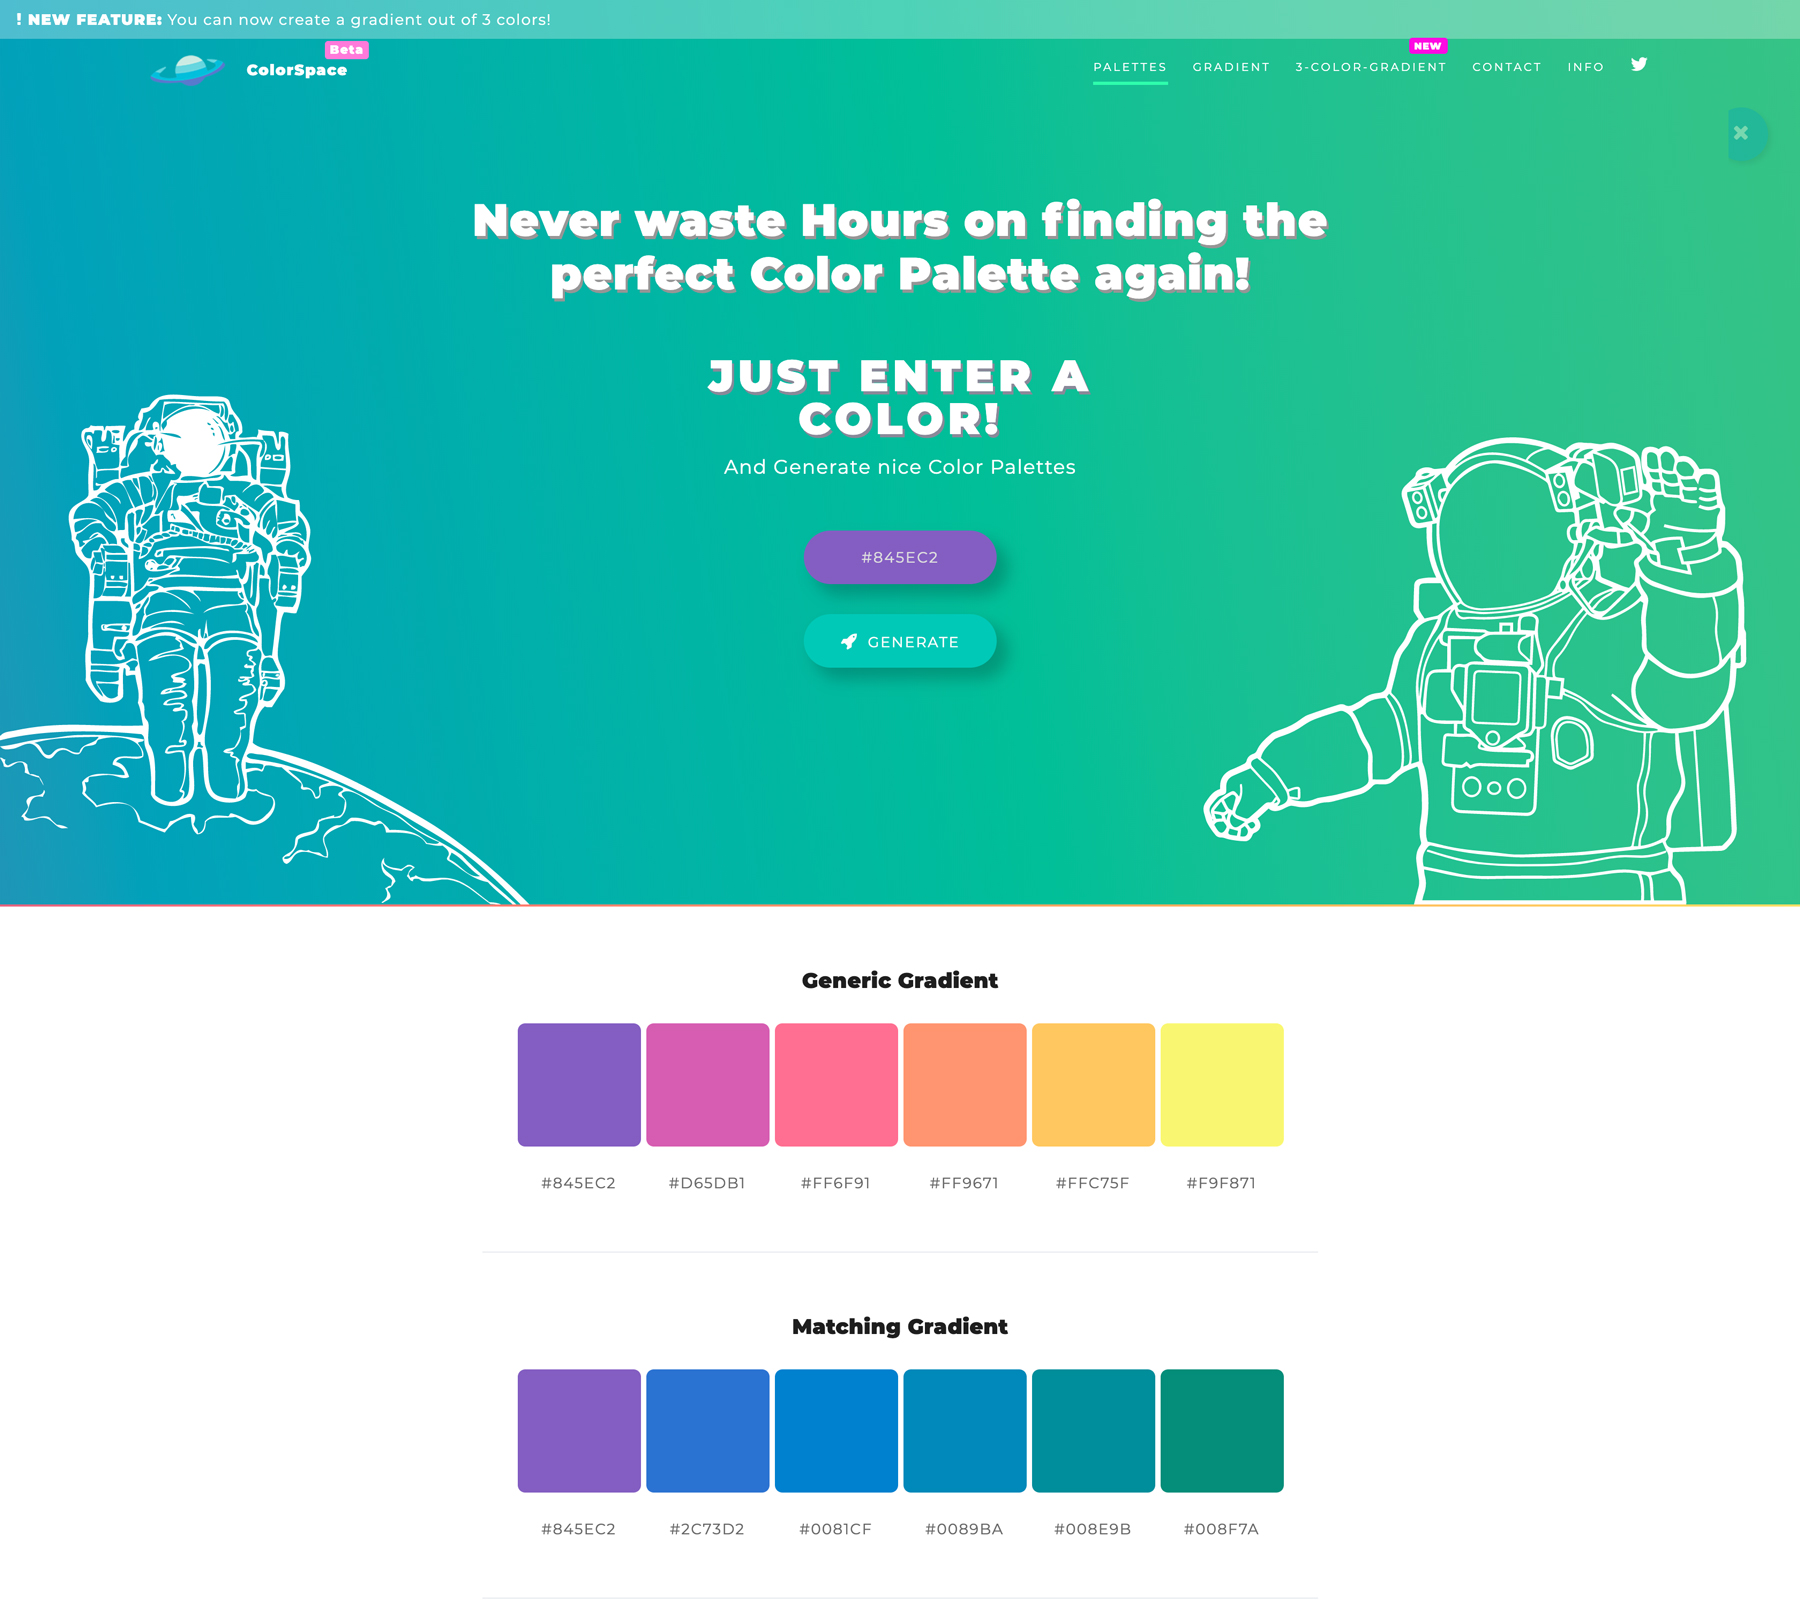 ! NEW FEATURE: You can now create a gradient out of 3 colors!
Beta
ColorSpace
NEW
PALETTES GRADIENT 3-COLOR-GRADIENT CONTACT INFO
Never waste Hours on finding the
perfect Color Palette again!
JUST ENTER A
COLOR!
And Generate nice Color Palettes
#845EC2
GENERATE
Generic Gradient
#845EC2 #D65DB1 #FF6F91 #FF9671 #FFC75F #F9F871
Matching Gradient
#845EC2 #2C73D2 #0081CF #0089BA #008E9B #008F7A